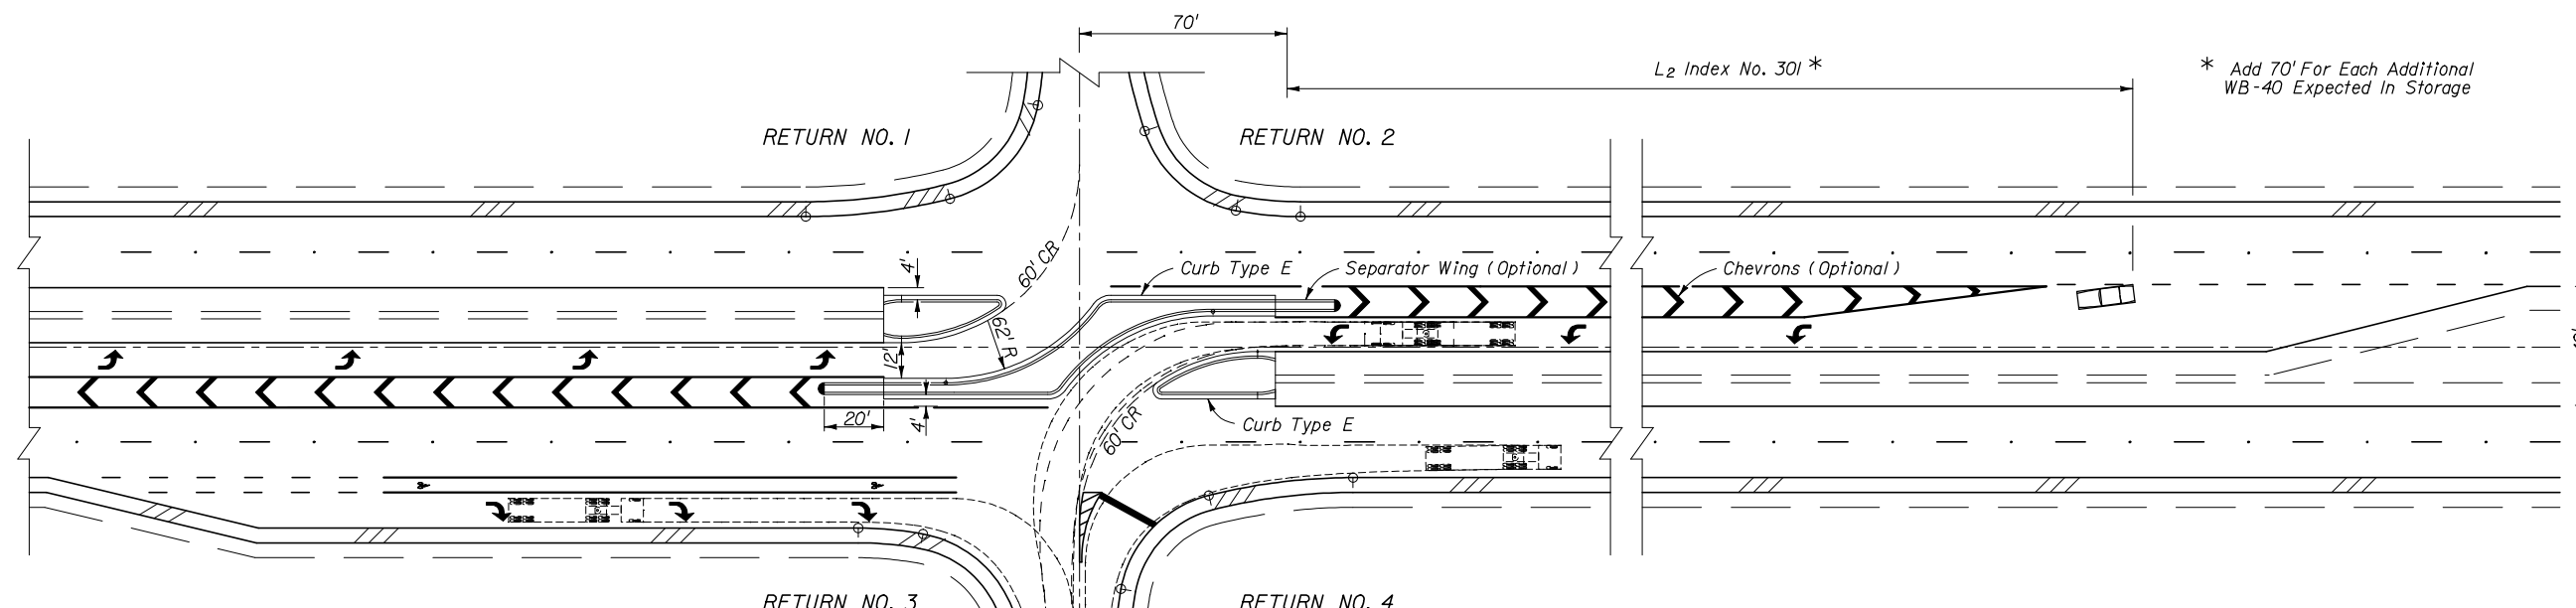 70'
L2 Index No. 301 *
* Add 70' For Each Additional
WB-40 Expected In Storage
RETURN NO. 1
RETURN NO. 2
4'
60' CR
Curb Type E
Separator Wing (Optional)
Chevrons (Optional)
62' R
12'
20'
4'
60' CR
Curb Type E
RETURN NO. 3
RETURN NO. 4